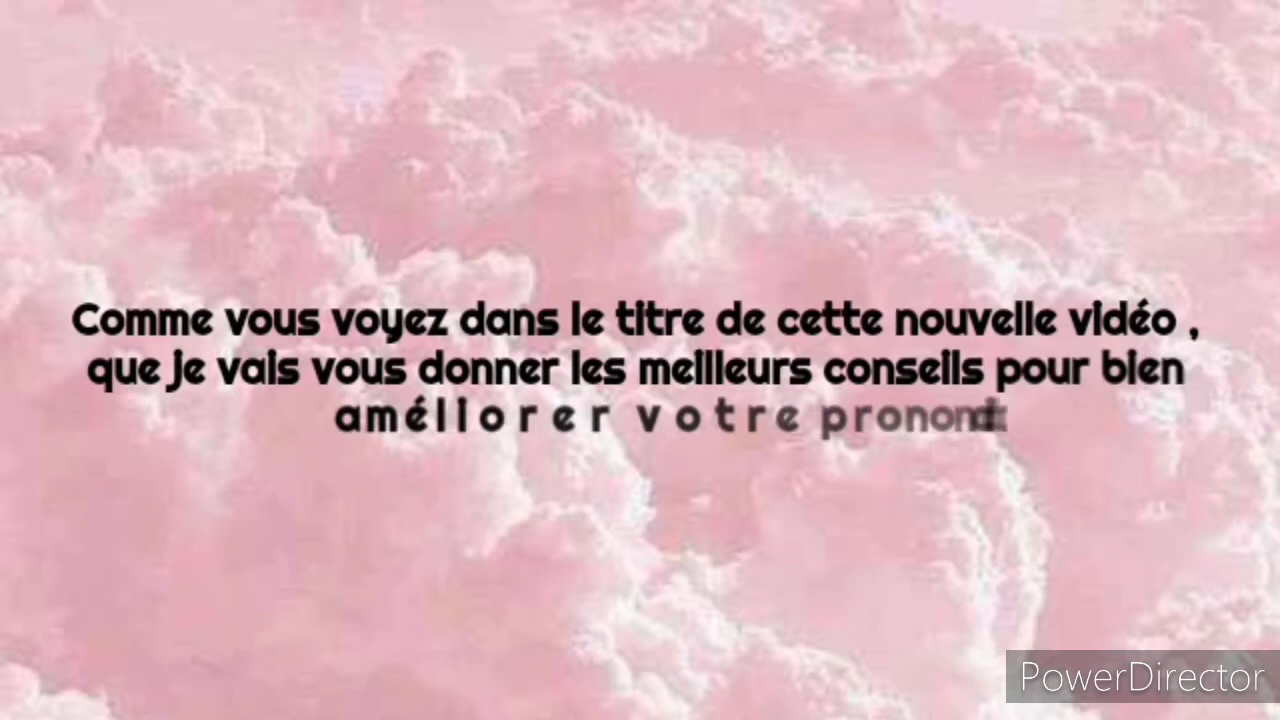 Comme vous voyez dans le titre de cette nouvelle vidéo ,
que je vais vous donner les meilleurs conseils pour bien
améliorer votre
PowerDirector